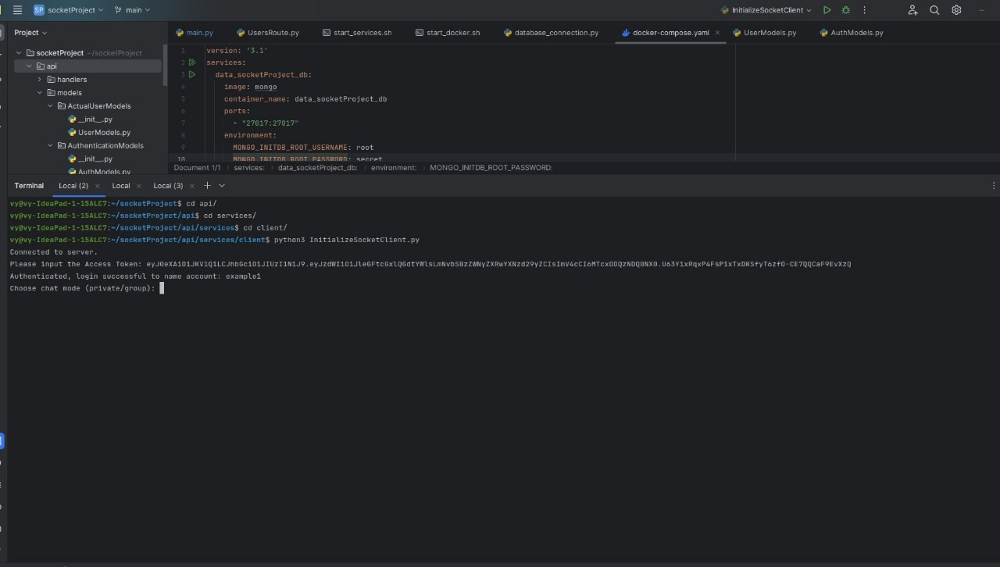 SP socketProject main InitializeSocketClient
Project main.py UsersRoute.py start_services.sh start_docker.sh database_connection.py docker-compose.yaml UserModels.py AuthModels.py
socketProject ~/socketProject
api
handlers
models
ActualUserModels
__init__.py
UserModels.py
AuthenticationModels
__init__.py
AuthModels.py
1 version: '3.1'
2 services:
3 data_socketProject_db:
4 image: mongo
5 container_name: data_socketProject_db
6 ports:
7 - "27017:27017"
8 environment:
9 MONGO_INITDB_ROOT_USERNAME: root
10 MONGO_INITDB_ROOT_PASSWORD: secret
Document 1/1 services: data_socketProject_db: environment: MONGO_INITDB_ROOT_PASSWORD:
Terminal Local (2) Local Local (3)
vy@vy-IdeaPad-1-15ALC7:~/socketProject$ cd api/
vy@vy-IdeaPad-1-15ALC7:~/socketProject/api$ cd services/
vy@vy-IdeaPad-1-15ALC7:~/socketProject/api/services$ cd client/
vy@vy-IdeaPad-1-15ALC7:~/socketProject/api/services/client$ python3 InitializeSocketClient.py
Connected to server.
Please input the Access Token:
Authenticated, login successful to name account: example1
Choose chat mode (private/group):